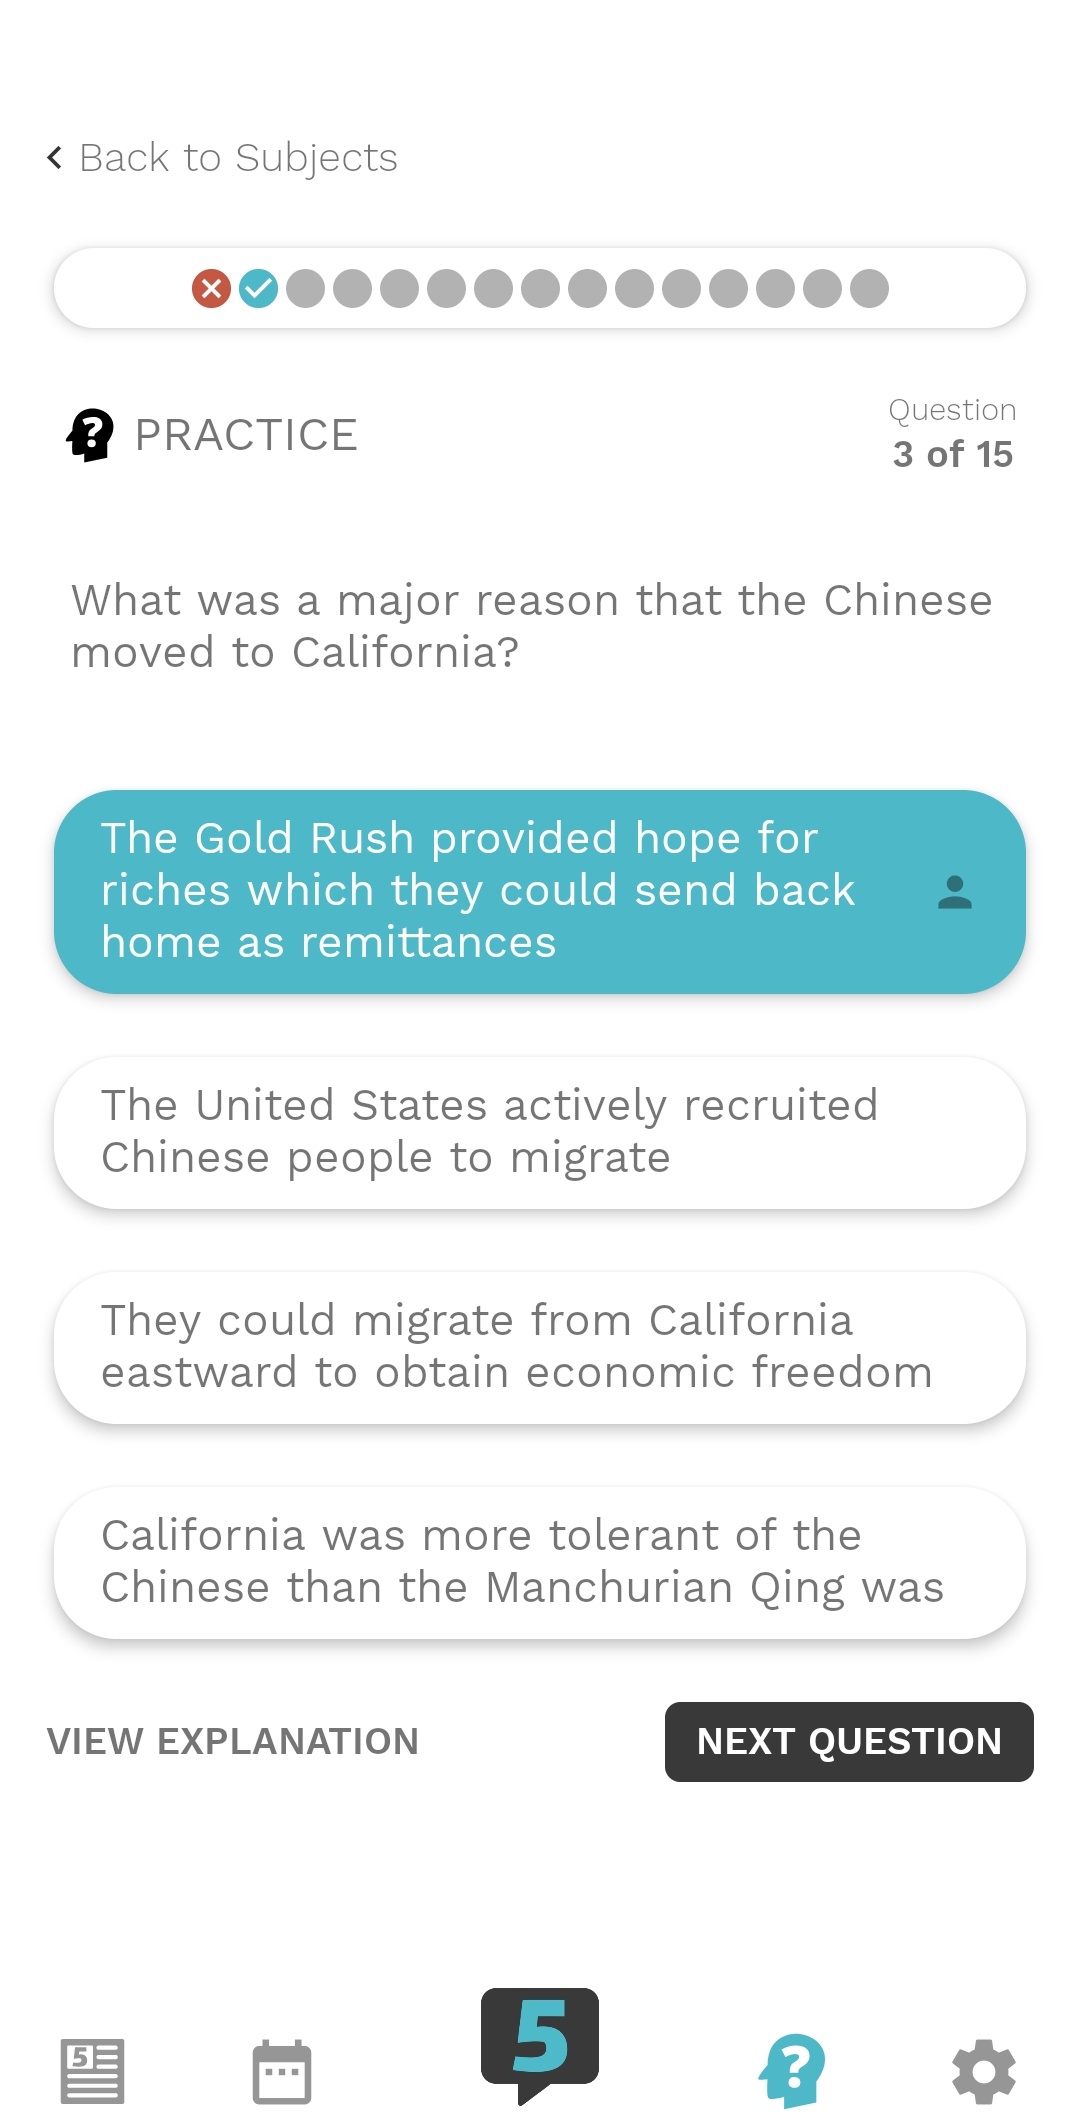 Back to Subjects
PRACTICE
Question
3 of 15
What was a major reason that the Chinese
moved to California?
The Gold Rush provided hope for
riches which they could send back
home as remittances
The United States actively recruited
Chinese people to migrate
They could migrate from California
eastward to obtain economic freedom
California was more tolerant of the
Chinese than the Manchurian Qing was
VIEW EXPLANATION
NEXT QUESTION
5
5
?